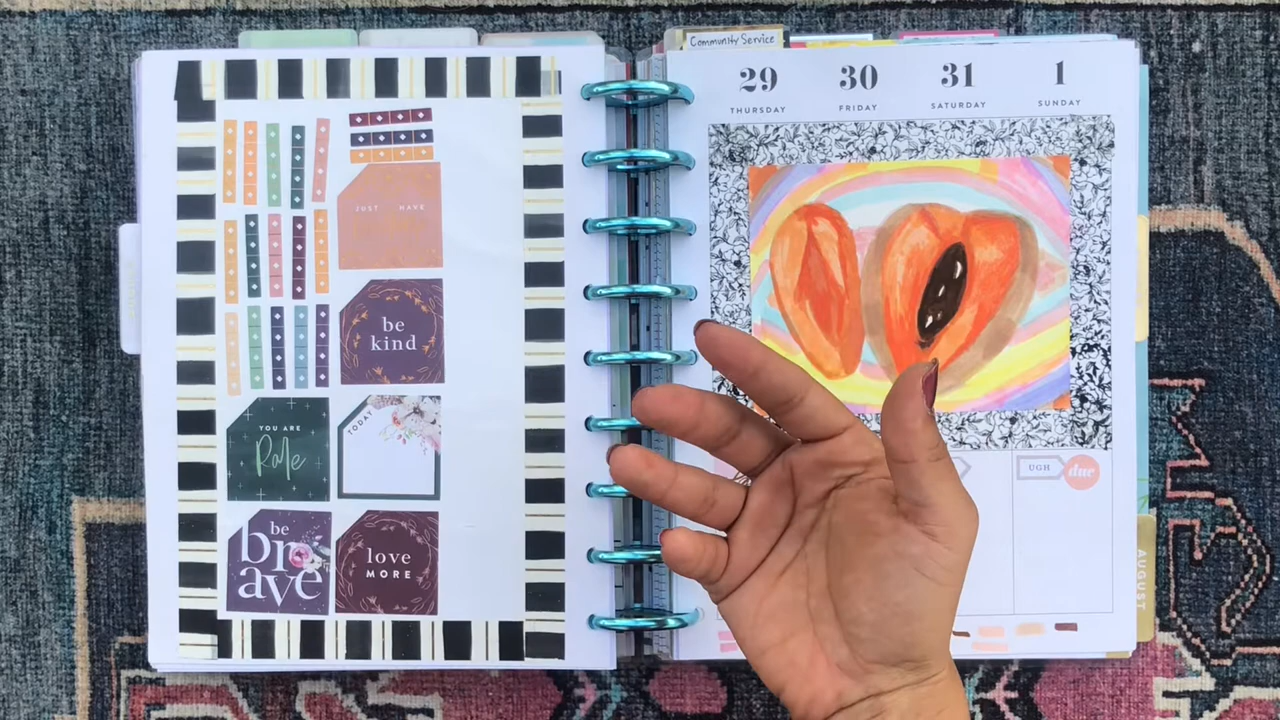 Community Service
29 30 31 1
THURSDAY FRIDAY SATURDAY SUNDAY
JUST HAVE
be
kind
YOU ARE
Rare
TODAY
be
brave
love
MORE
UGH due
AUGUST